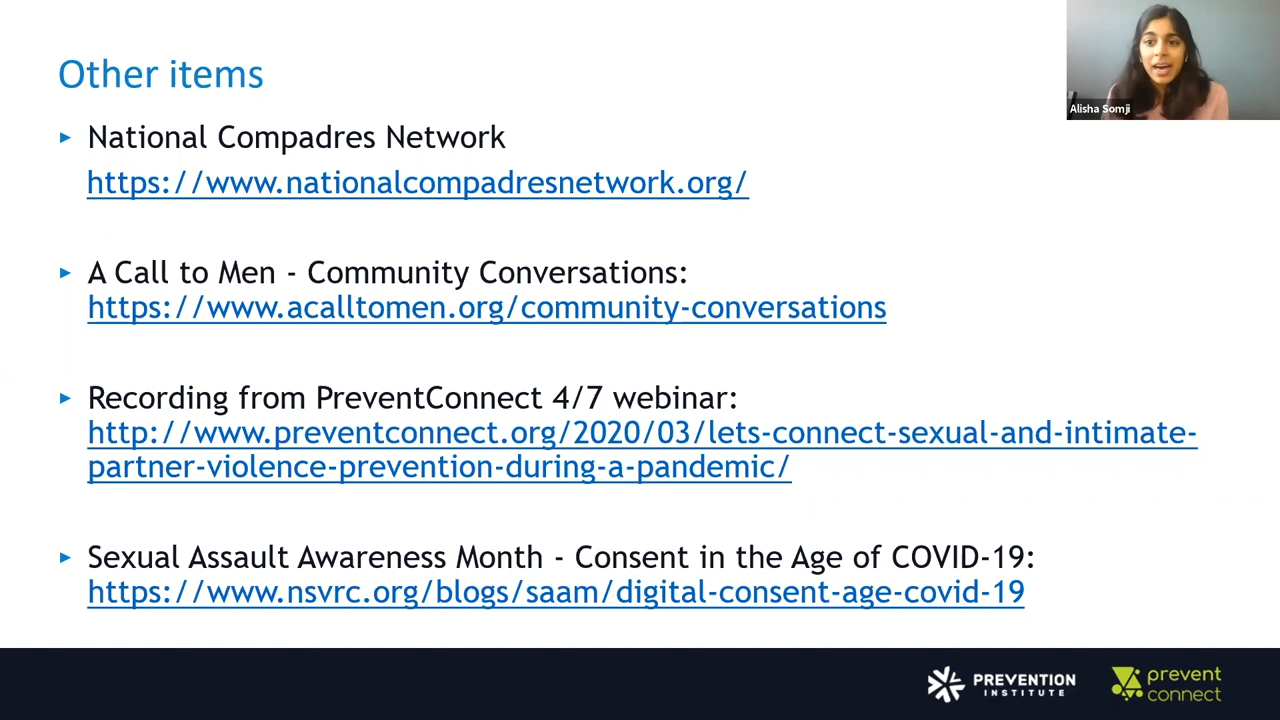 Other items
Alisha Somji
National Compadres Network
https://www.nationalcompadresnetwork.org/
A Call to Men - Community Conversations:
https://www.acalltomen.org/community-conversations
Recording from PreventConnect 4/7 webinar:
http://www.preventconnect.org/2020/03/lets-connect-sexual-and-intimate-
partner-violence-prevention-during-a-pandemic/
Sexual Assault Awareness Month - Consent in the Age of COVID-19:
https://www.nsvrc.org/blogs/saam/digital-consent-age-covid-19
PREVENTION
INSTITUTE
prevent
connect